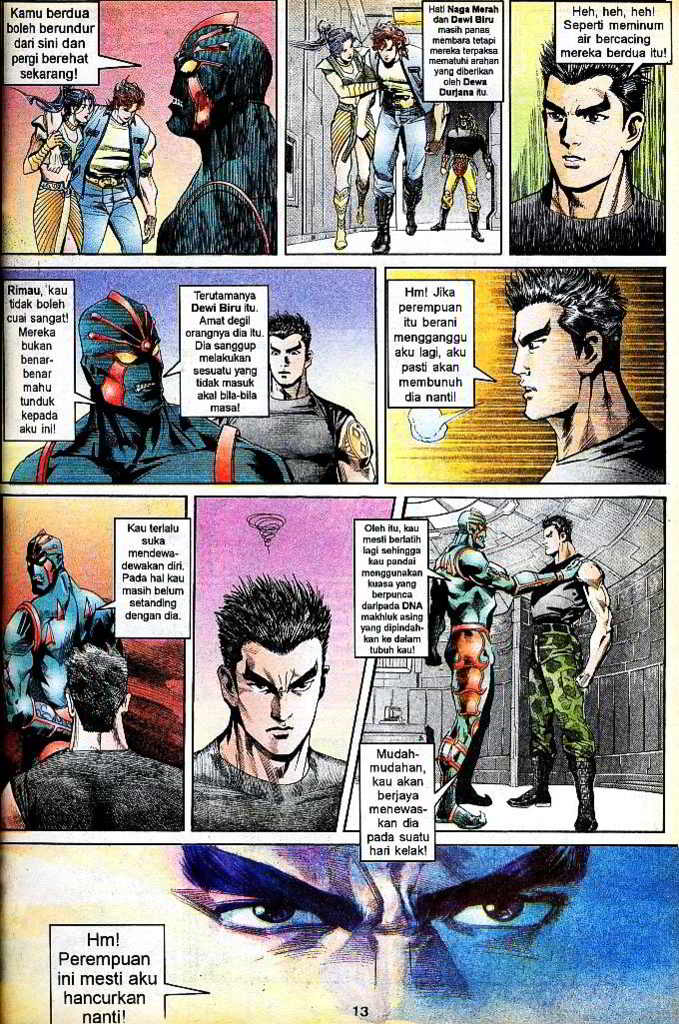 Kamu berdua
boleh berundur
dari sini dan
pergi berehat
sekarang!
Hati Naga Merah
dan Dewi Biru
masih panas
membara tetapi
mereka terpaksa
mematuhi arahan
yang diberikan
oleh Dewa
Durjana itu.
Heh, heh, heh!
Seperti meminum
air bercacing
mereka berdua itu!
Rimau, kau
tidak boleh
cuai sangat!
Mereka
bukan
benar-
benar
mahu
tunduk
kepada
aku ini!
Terutamanya
Dewi Biru itu.
Amat degil
orangnya dia itu.
Dia sanggup
melakukan
sesuatu yang
tidak masuk
akal bila-bila
masa!
Hm! Jika
perempuan
itu berani
mengganggu
aku lagi, aku
pasti akan
membunuh
dia nanti!
Kau terlalu
suka
mendewa-
dewakan diri.
Pada hal kau
masih belum
setanding
dengan dia.
Oleh itu, kau
mesti berlatih
lagi sehingga
kau pandai
menggunakan
kuasa yang
berpunca
daripada DNA
makhluk asing
yang dipindah-
kan ke dalam
tubuh kau!
Mudah-
mudahan,
kau akan
berjaya
menewas-
kan dia
pada suatu
hari kelak!
Hm!
Perempuan
ini mesti aku
hancurkan
nanti!
13